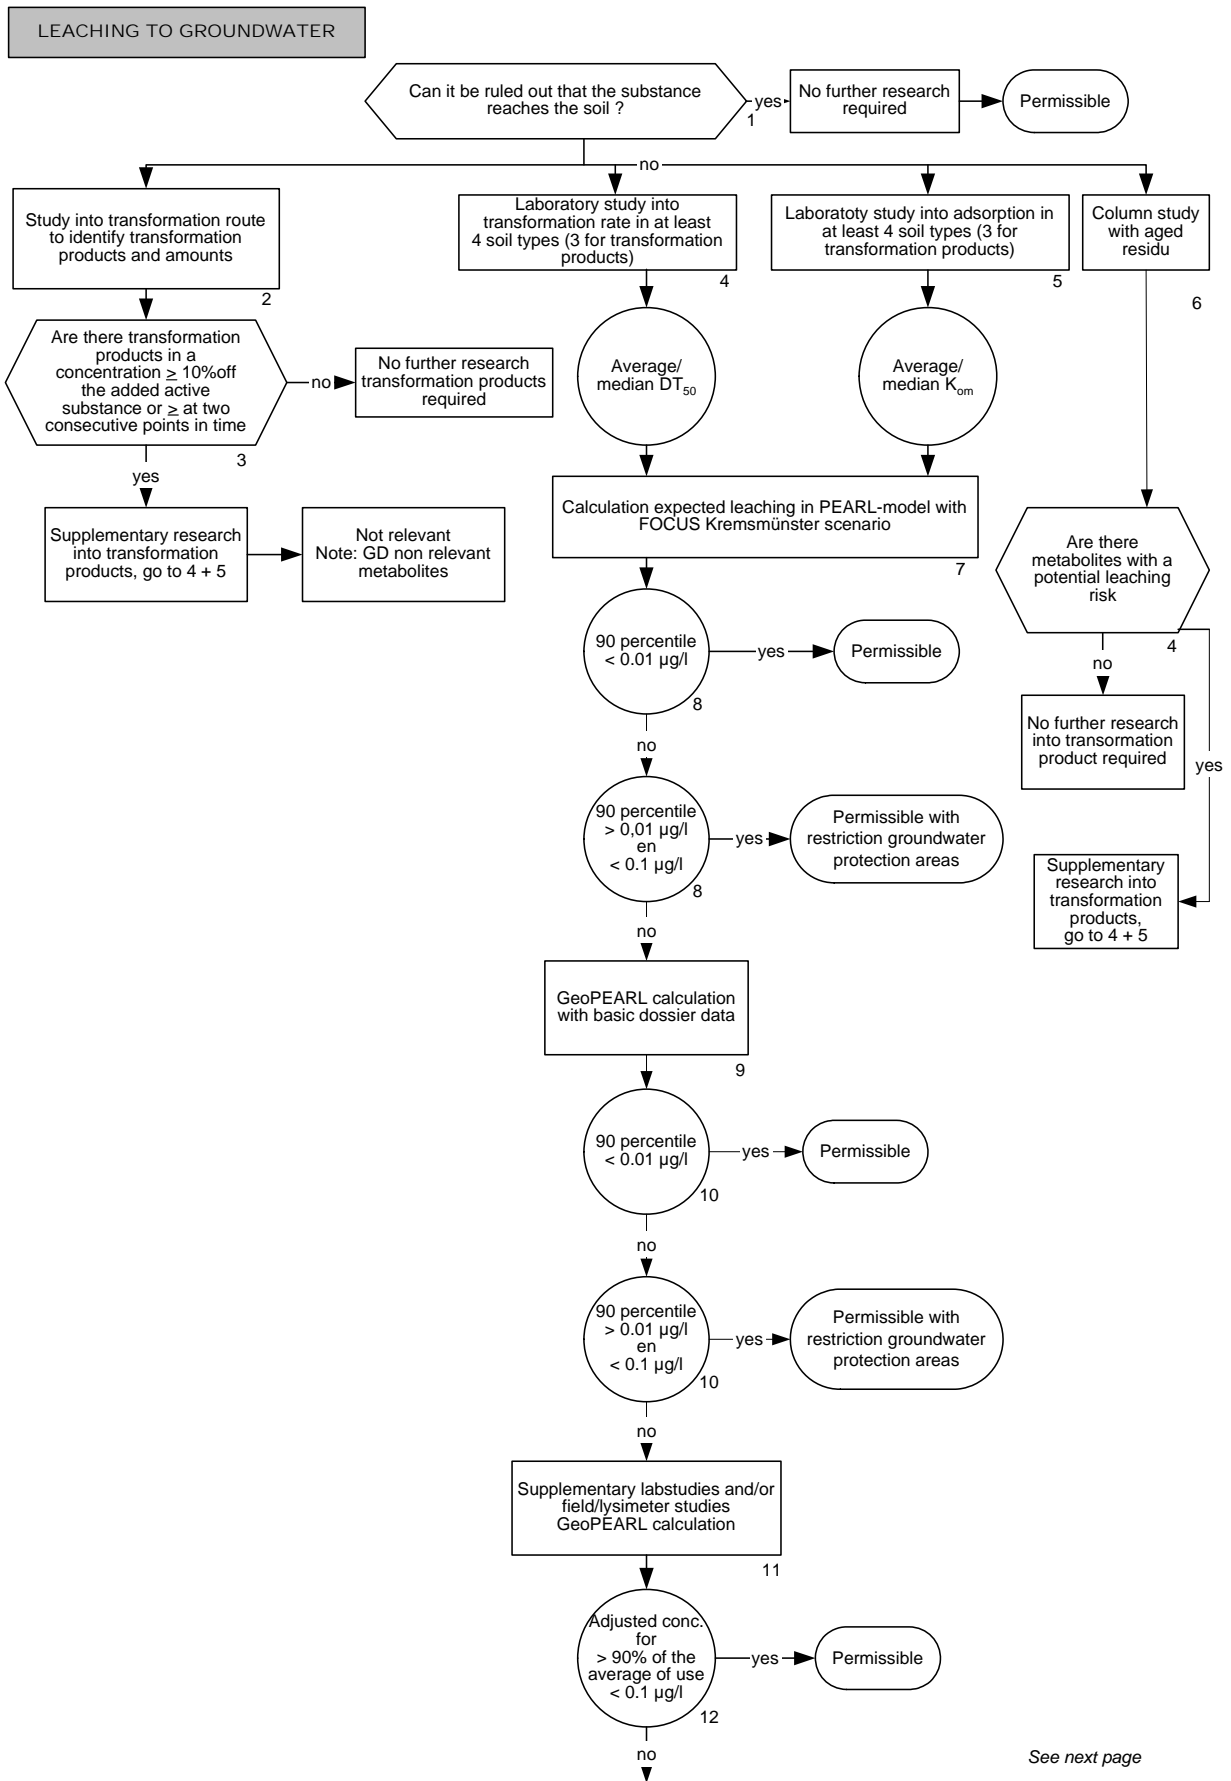 LEACHING TO GROUNDWATER
Can it be ruled out that the substance
reaches the soil ?
yes
1
No further research
required
Permissible
no
Study into transformation route
to identify transformation
products and amounts
2
Laboratory study into
transformation rate in at least
4 soil types (3 for transformation
products)
4
Laboratoty study into adsorption in
at least 4 soil types (3 for
transformation products)
5
Column study
with aged
residu
6
Are there transformation
products in a
concentration ≥ 10%off
the added active
substance or ≥ at two
consecutive points in time
3
no
No further research
transformation products
required
Average/
median DT50
Average/
median Kom
yes
Supplementary research
into transformation
products, go to 4 + 5
Not relevant
Note: GD non relevant
metabolites
Calculation expected leaching in PEARL-model with
FOCUS Kremsmünster scenario
7
Are there
metabolites with a
potential leaching
risk
4
90 percentile
< 0.01 µg/l
8
yes
Permissible
no
No further research
into transormation
product required
yes
no
90 percentile
> 0,01 µg/l
en
< 0.1 µg/l
8
yes
Permissible with
restriction groundwater
protection areas
Supplementary
research into
transformation
products,
go to 4 + 5
no
GeoPEARL calculation
with basic dossier data
9
90 percentile
< 0.01 µg/l
10
yes
Permissible
no
90 percentile
> 0.01 µg/l
en
< 0.1 µg/l
10
yes
Permissible with
restriction groundwater
protection areas
no
Supplementary labstudies and/or
field/lysimeter studies
GeoPEARL calculation
11
Adjusted conc.
for
> 90% of the
average of use
< 0.1 µg/l
12
yes
Permissible
no
See next page